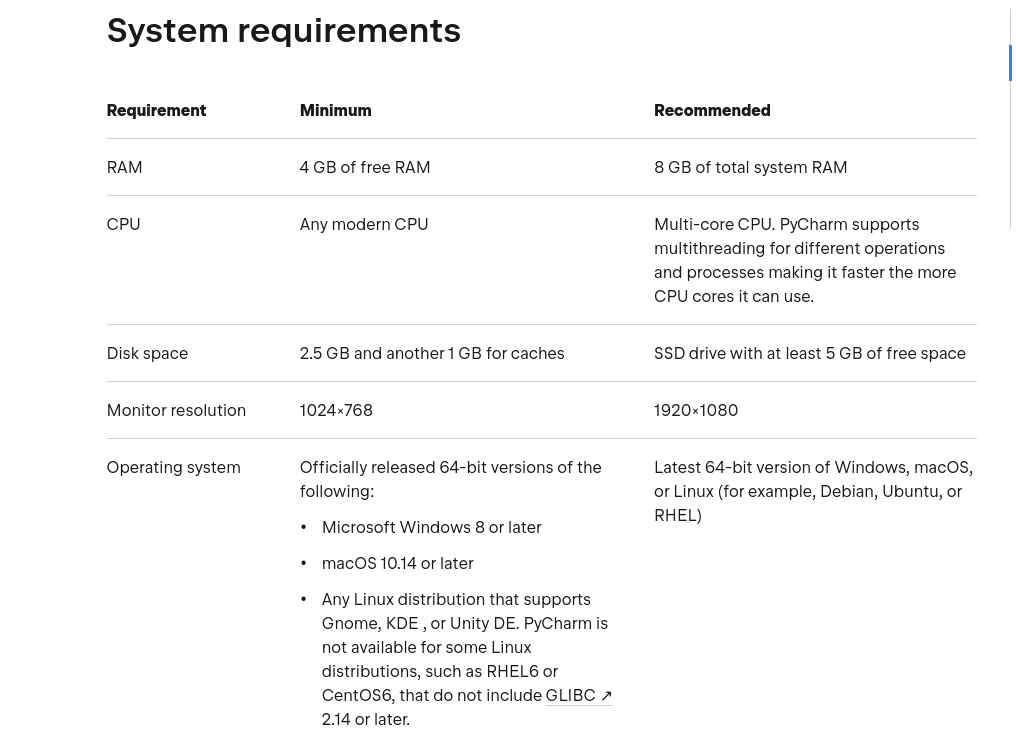 System requirements
Requirement Minimum Recommended
RAM 4 GB of free RAM 8 GB of total system RAM
CPU Any modern CPU Multi-core CPU. PyCharm supports
multithreading for different operations
and processes making it faster the more
CPU cores it can use.
Disk space 2.5 GB and another 1 GB for caches SSD drive with at least 5 GB of free space
Monitor resolution 1024×768 1920×1080
Operating system Officially released 64-bit versions of the
following:
• Microsoft Windows 8 or later
• macOS 10.14 or later
• Any Linux distribution that supports
Gnome, KDE , or Unity DE. PyCharm is
not available for some Linux
distributions, such as RHEL6 or
CentOS6, that do not include GLIBC ↗
2.14 or later.
Latest 64-bit version of Windows, macOS,
or Linux (for example, Debian, Ubuntu, or
RHEL)